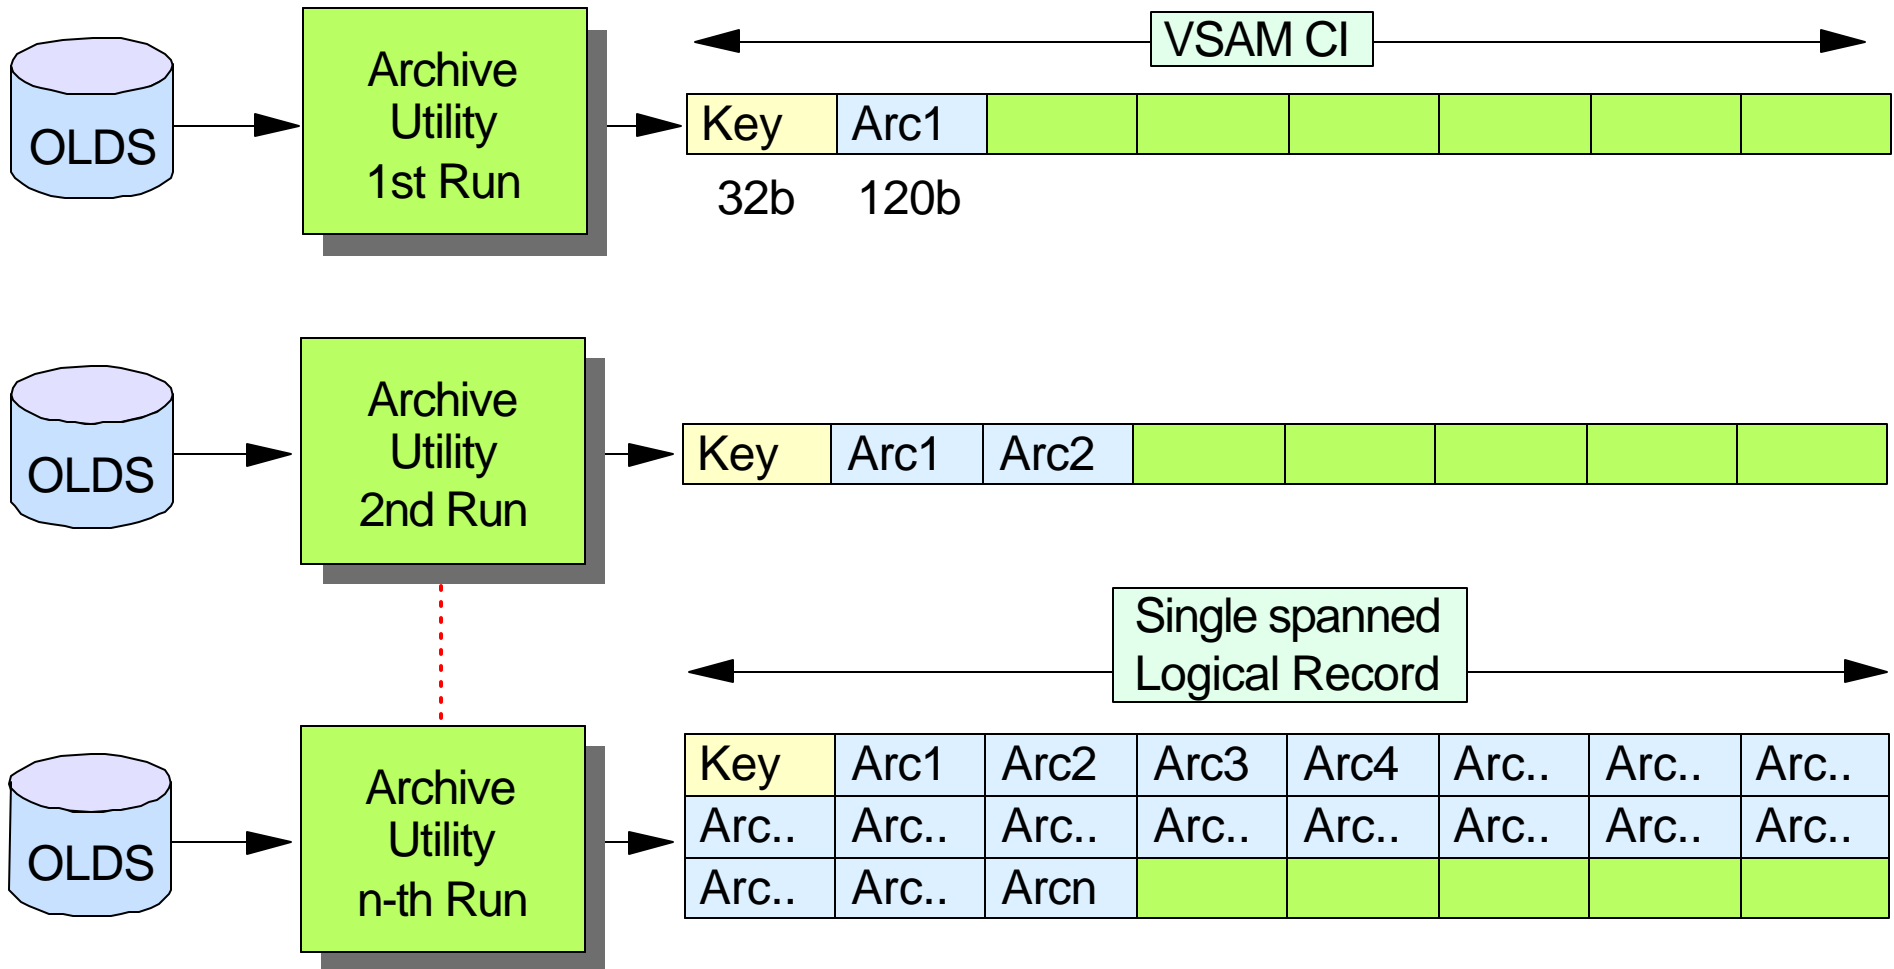 OLDS
Archive
Utility
1st Run
VSAM CI
Key Arc1
32b 120b
OLDS
Archive
Utility
2nd Run
Key Arc1 Arc2
OLDS
Archive
Utility
n-th Run
Single spanned
Logical Record
Key Arc1 Arc2 Arc3 Arc4 Arc.. Arc.. Arc..
Arc.. Arc.. Arc.. Arc.. Arc.. Arc.. Arc.. Arc..
Arc.. Arc.. Arcn